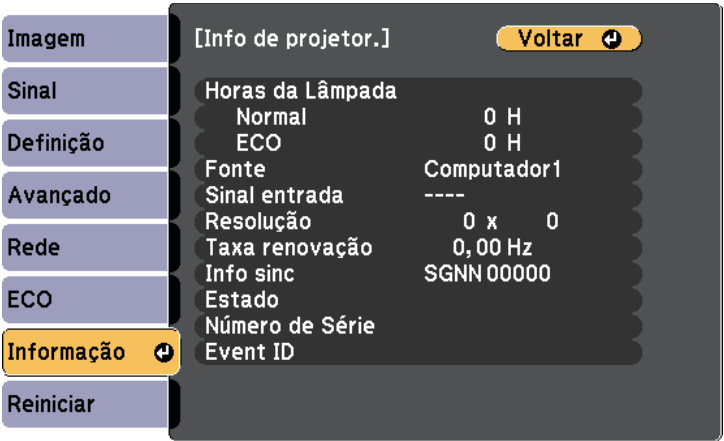 Imagem
Sinal
Definição
Avançado
Rede
ECO
Informação
Reiniciar
[Info de projetor.]
Voltar
Horas da Lâmpada
Normal 0 H
ECO 0 H
Fonte Computador1
Sinal entrada ----
Resolução 0 x 0
Taxa renovação 0,00 Hz
Info sinc SGNN 00000
Estado
Número de Série
Event ID